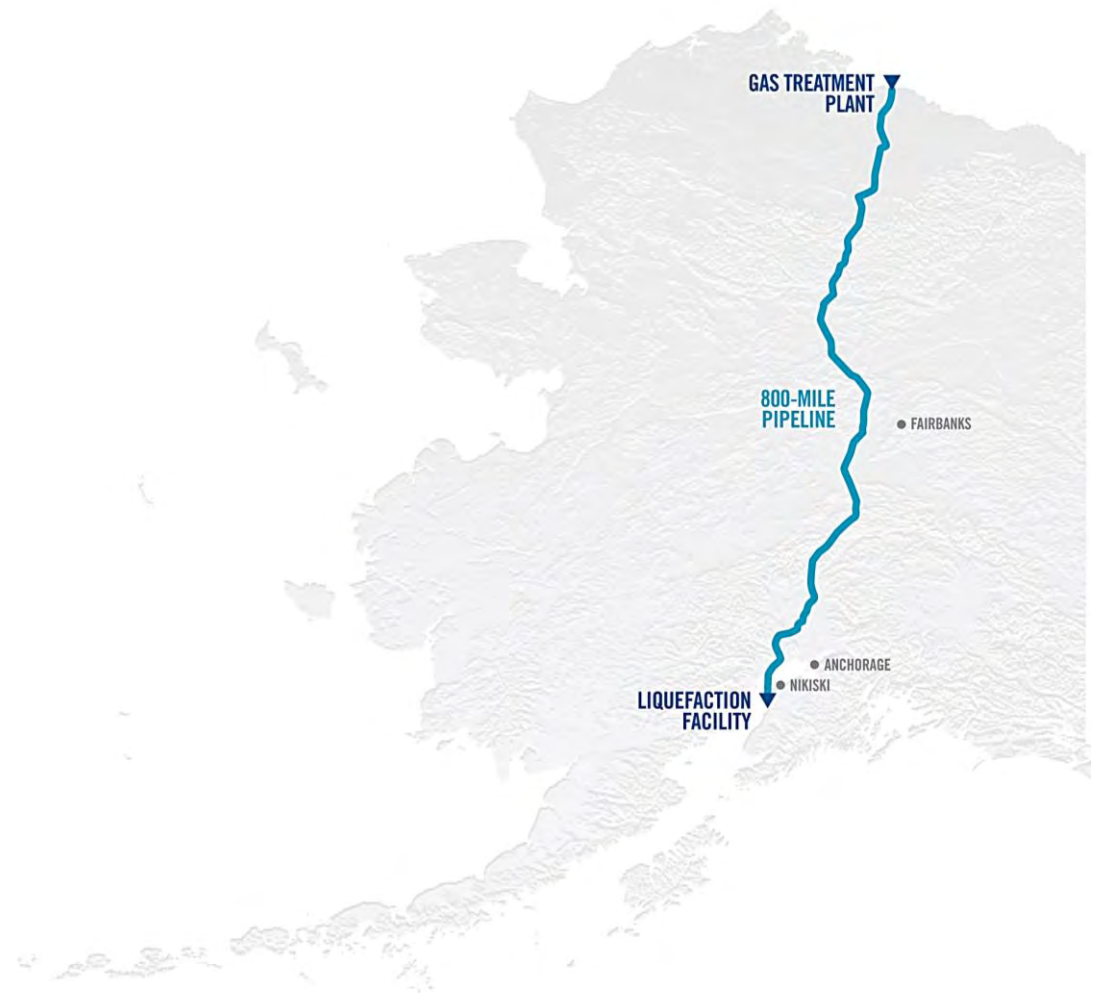 GAS TREATMENT
PLANT
800-MILE
PIPELINE
FAIRBANKS
ANCHORAGE
NIKISKI
LIQUEFACTION
FACILITY